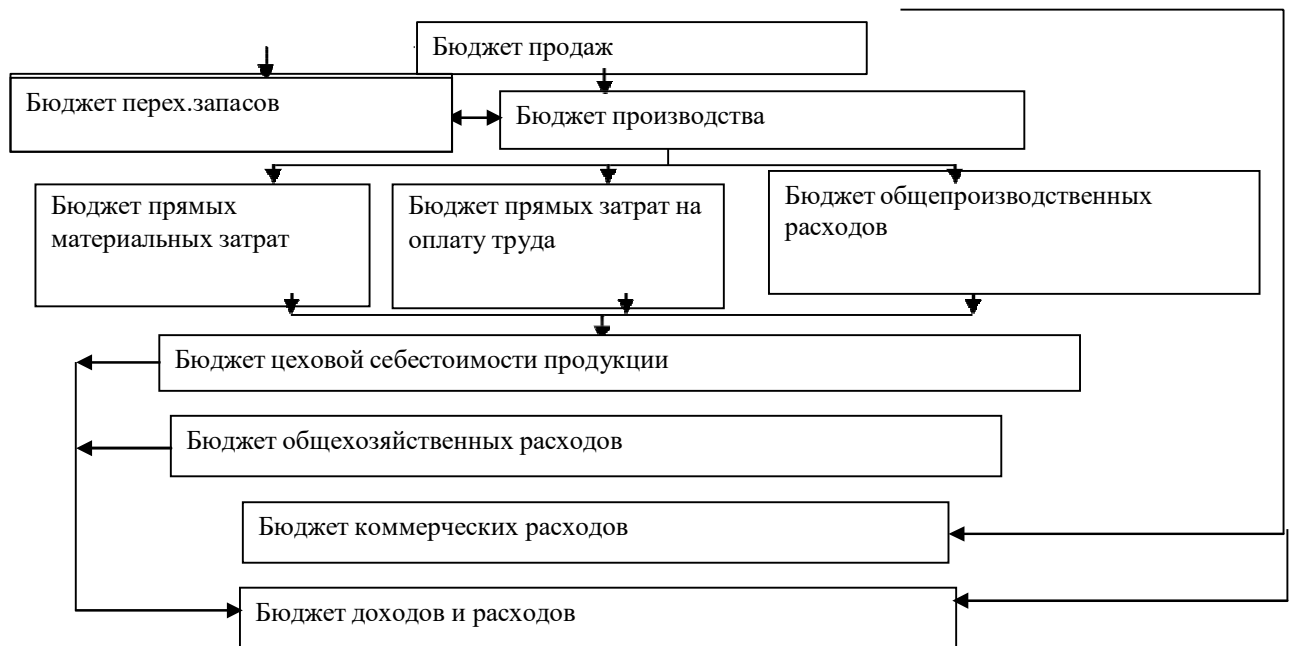 Бюджет продаж
Бюджет перех.запасов
Бюджет производства
Бюджет прямых
материальных затрат
Бюджет прямых затрат на
оплату труда
Бюджет общепроизводственных
расходов
Бюджет цеховой себестоимости продукции
Бюджет общехозяйственных расходов
Бюджет коммерческих расходов
Бюджет доходов и расходов